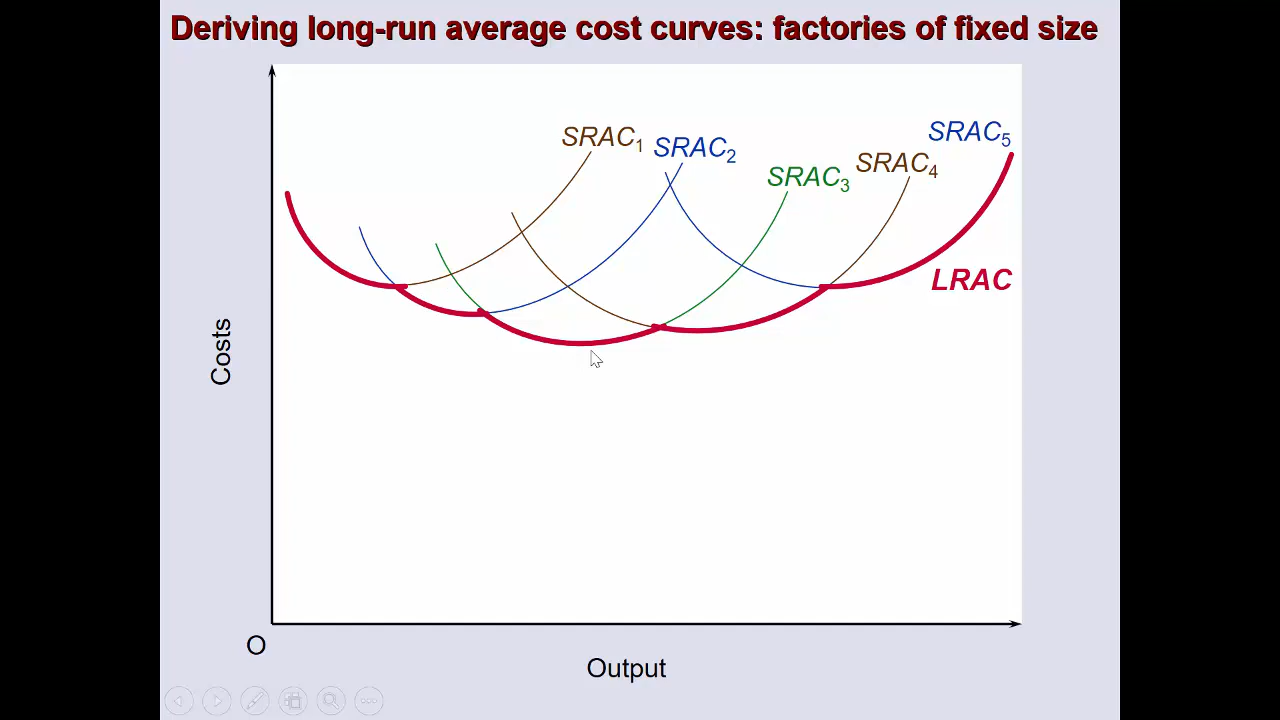 Deriving long-run average cost curves: factories of fixed size
SRAC1
SRAC2
SRAC3
SRAC4
SRAC5
LRAC
Costs
O
Output